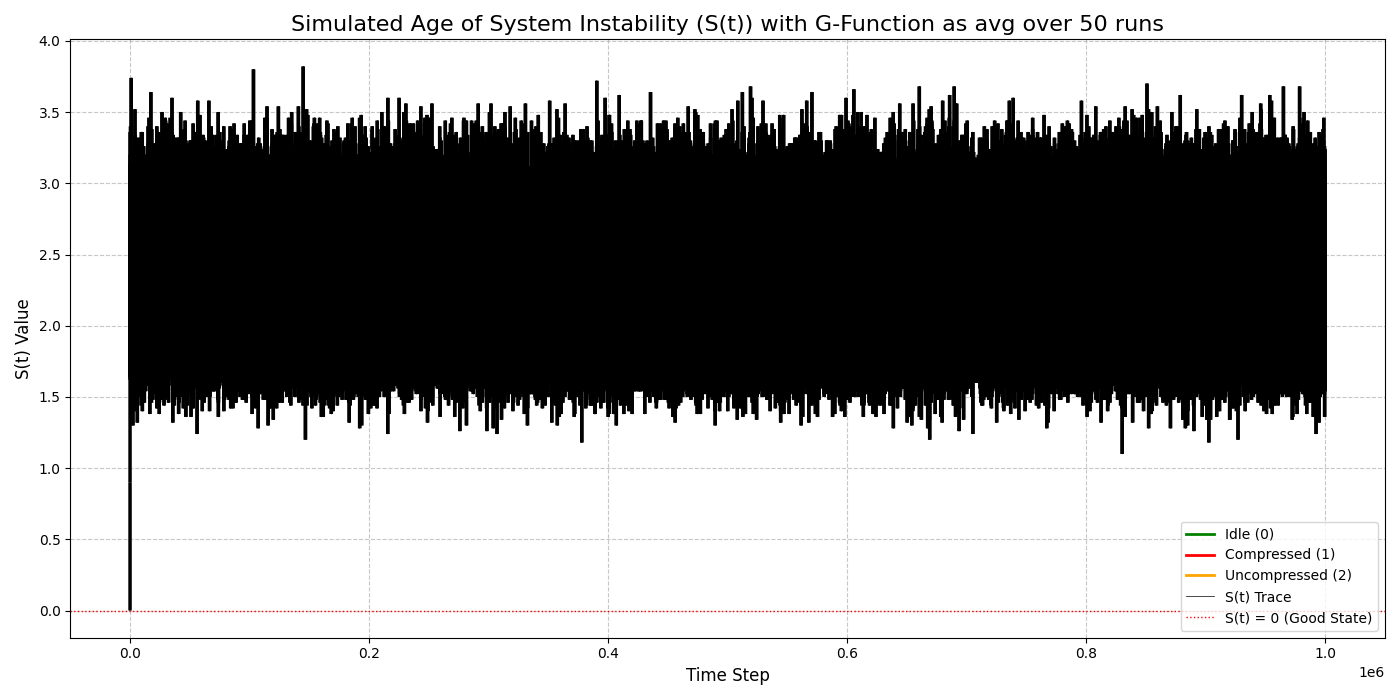 Simulated Age of System Instability (S(t)) with G-Function as avg over 50 runs
4.0
3.5
3.0
2.5
2.0
1.5
1.0
0.5
0.0
S(t) Value
Idle (0)
Compressed (1)
Uncompressed (2)
S(t) Trace
S(t) = 0 (Good State)
0.0 0.2 0.4 0.6 0.8 1.0
1e6
Time Step